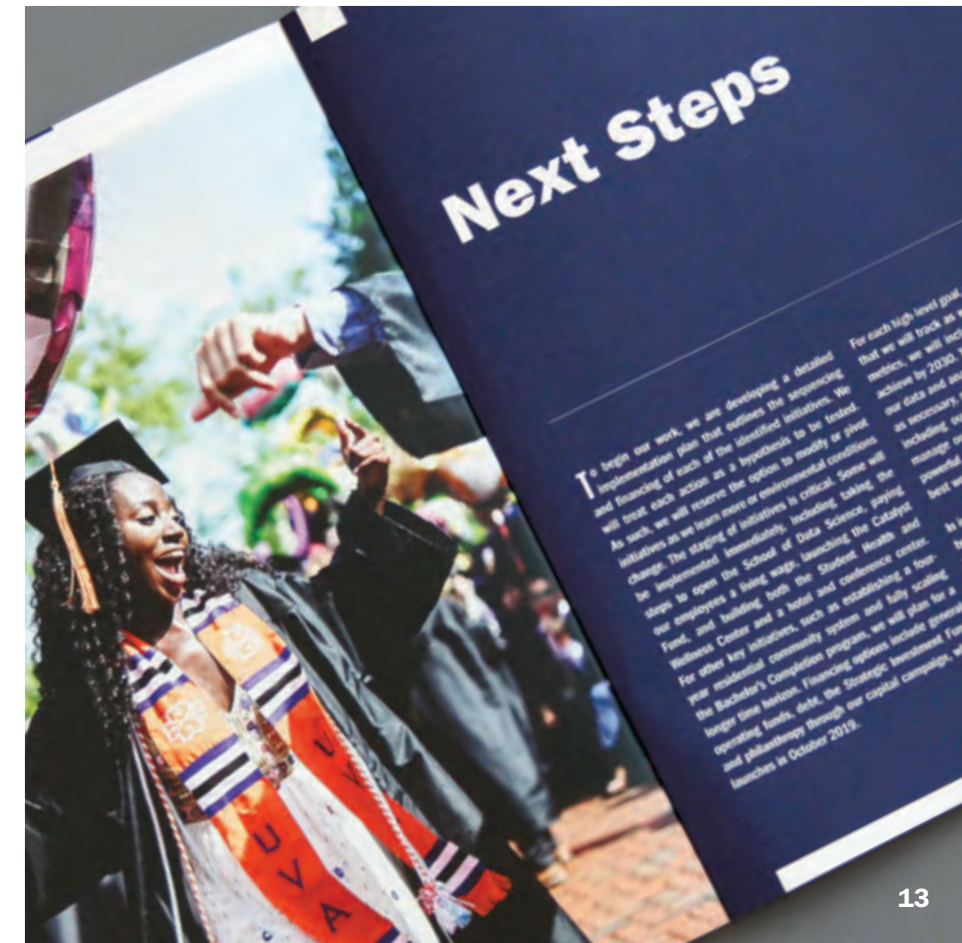 Next Steps
To begin our work, we are developing a detailed
implementation plan that outlines the sequencing
and financing of each of the identified initiatives. We
will treat each action as a hypothesis to be tested.
As such, we will reserve the option to modify or pivot
initiatives as we learn more or environmental conditions
change. The staging of initiatives is critical. Some will
be implemented immediately, including, taking, the
steps to open the School of Data Science, paying
our employees a living wage, launching the Catalyst
Fund, and building both the Student Health and
Wellness Center and a hotel and conference center.
For other key initiatives, such as establishing a four-
year residential community system and fully scaling
the Bachelor's Completion program, we will plan for a
longer time horizon. Financing options include general
operating funds, debt, the Strategic Investment
and philanthropy through our capital campaign,
launches in October 2019.
For each high-level goal,
that we will track as
metrics, we will
achieve by 2030.
our data and
as necessary,
including
manage
powerful
best
UVA
UV
13